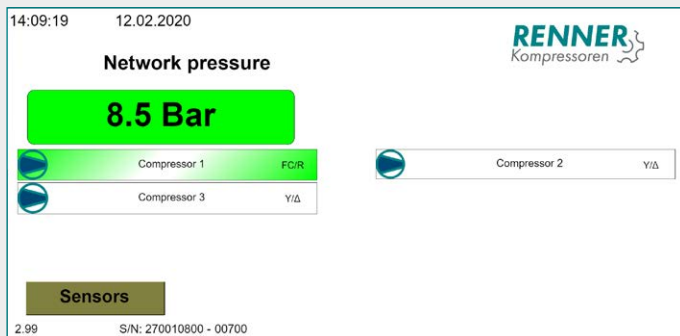 14:09:19 12.02.2020
RENNER
Kompressoren
Network pressure
8.5 Bar
Compressor 1 FC/R
Compressor 2 Y/Δ
Compressor 3 Y/Δ
Sensors
2.99 S/N: 270010800 - 00700